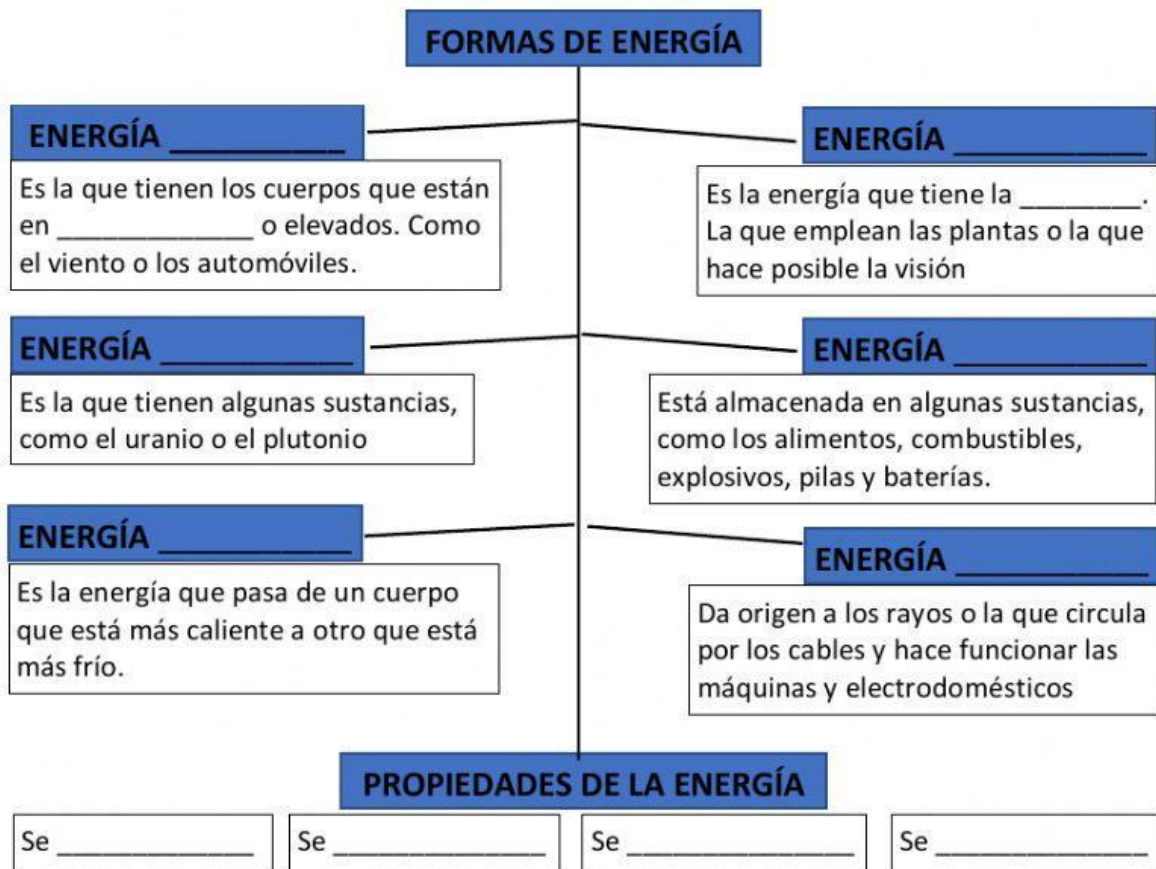 FORMAS DE ENERGÍA
ENERGÍA __________
Es la que tienen los cuerpos que están
en _____________ o elevados. Como
el viento o los automóviles.
ENERGÍA ___________
Es la energía que tiene la ________.
La que emplean las plantas o la que
hace posible la visión
ENERGÍA ___________
Es la que tienen algunas sustancias,
como el uranio o el plutonio
ENERGÍA ___________
Está almacenada en algunas sustancias,
como los alimentos, combustibles,
explosivos, pilas y baterías.
ENERGÍA ___________
Es la energía que pasa de un cuerpo
que está más caliente a otro que está
más frío.
ENERGÍA ___________
Da origen a los rayos o la que circula
por los cables y hace funcionar las
máquinas y electrodomésticos
PROPIEDADES DE LA ENERGÍA
Se _____________
Se ______________
Se _______________
Se ______________